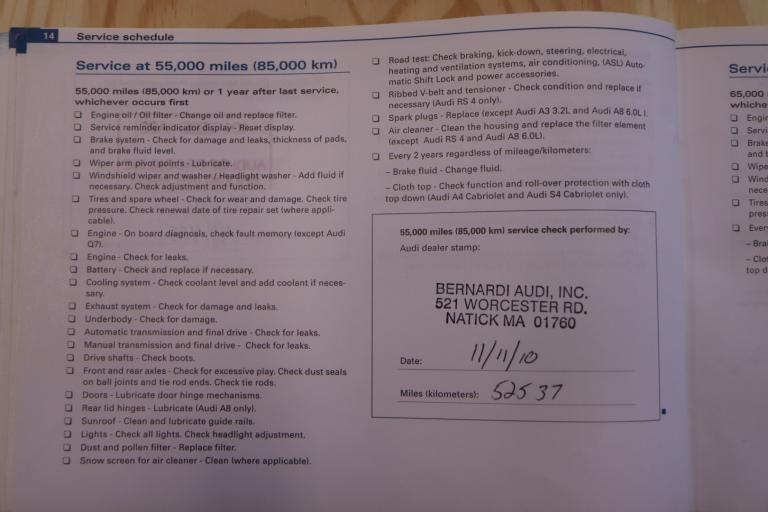 14 Service schedule
Service at 55,000 miles (85,000 km)
55,000 miles (85,000 km) or 1 year after last service,
whichever occurs first
❑ Engine oil / Oil filter - Change oil and replace filter.
❑ Service reminder indicator display - Reset display.
❑ Brake system - Check for damage and leaks, thickness of pads,
and brake fluid level.
❑ Wiper arm pivot points - Lubricate.
❑ Windshield wiper and washer / Headlight washer - Add fluid if
necessary. Check adjustment and function.
❑ Tires and spare wheel - Check for wear and damage. Check tire
pressure. Check renewal date of tire repair set (where appli-
cable).
❑ Engine - On board diagnosis, check fault memory (except Audi
Q7).
❑ Engine - Check for leaks.
❑ Battery - Check and replace if necessary.
❑ Cooling system - Check coolant level and add coolant if neces-
sary.
❑ Exhaust system - Check for damage and leaks.
❑ Underbody - Check for damage.
❑ Automatic transmission and final drive - Check for leaks.
❑ Manual transmission and final drive - Check for leaks.
❑ Drive shafts - Check boots.
❑ Front and rear axles - Check for excessive play. Check dust seals
on ball joints and tie rod ends. Check tie rods.
❑ Doors - Lubricate door hinge mechanisms.
❑ Rear lid hinges - Lubricate (Audi A8 only).
❑ Sunroof - Clean and lubricate guide rails.
❑ Lights - Check all lights. Check headlight adjustment.
❑ Dust and pollen filter - Replace filter.
❑ Snow screen for air cleaner - Clean (where applicable).
❑ Road test: Check braking, kick-down, steering, electrical,
heating and ventilation systems, air conditioning, (ASL) Auto-
matic Shift Lock and power accessories.
❑ Ribbed V-belt and tensioner - Check condition and replace if
necessary (Audi RS 4 only).
❑ Spark plugs - Replace (except Audi A3 3.2L and Audi A8 6.0L ).
❑ Air cleaner - Clean the housing and replace the filter element
(except Audi RS 4 and Audi A8 6.0L).
❑ Every 2 years regardless of mileage/kilometers:
– Brake fluid - Change fluid.
– Cloth top - Check function and roll-over protection with cloth
top down (Audi A4 Cabriolet and Audi S4 Cabriolet only).
55,000 miles (85,000 km) service check performed by:
Audi dealer stamp:
BERNARDI AUDI, INC.
521 WORCESTER RD.
NATICK MA 01760
Date: 11/11/10
Miles (kilometers): 52537
Servi
65,000
whiche
❑ Engin
❑ Servi
❑ Brake
and b
❑ Wipe
❑ Wind
nece
❑ Tires
pres
❑ Ever
– Bra
– Clo
top d